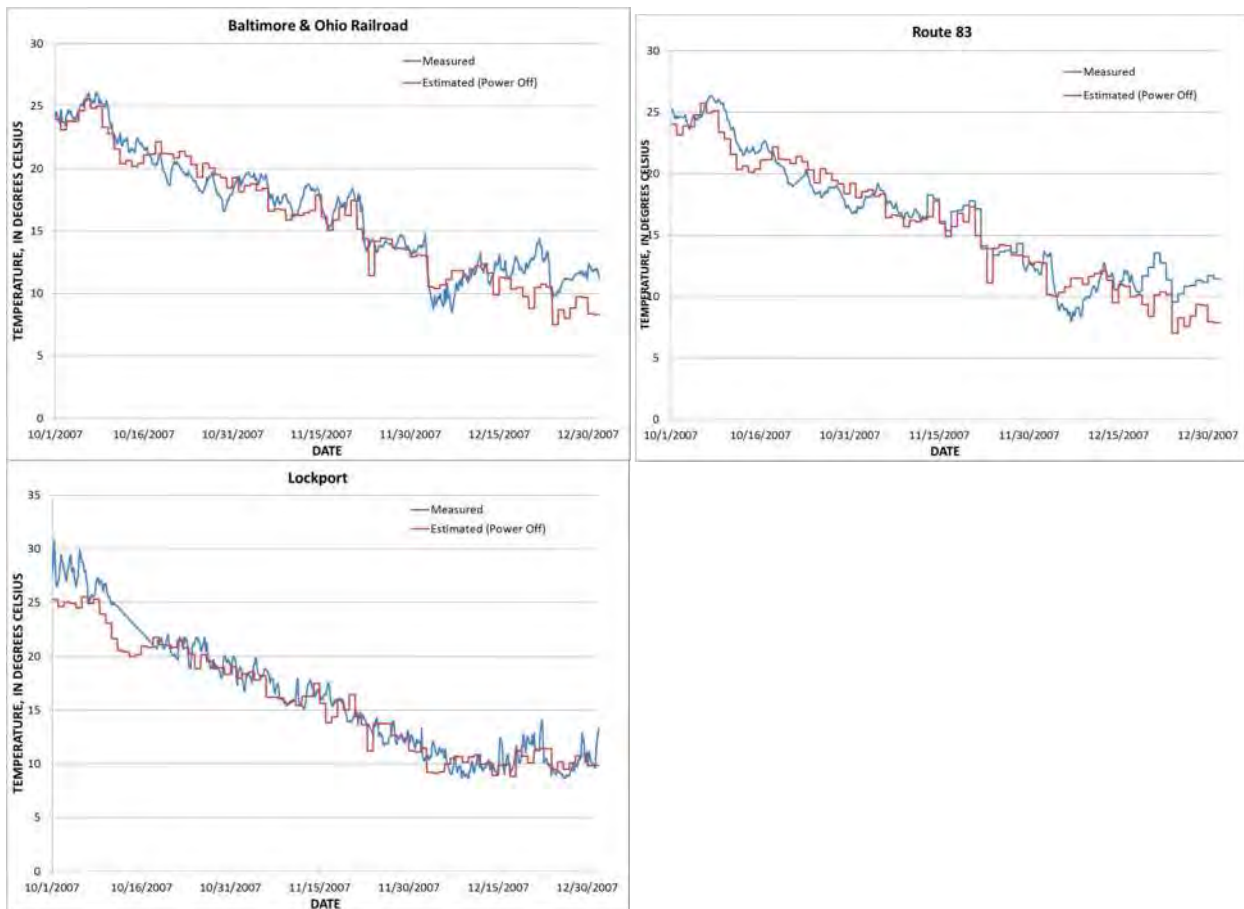 Baltimore & Ohio Railroad
30
25
20
15
10
5
0
TEMPERATURE, IN DEGREES CELSIUS
Measured
Estimated (Power Off)
10/1/2007 10/16/2007 10/31/2007 11/15/2007 11/30/2007 12/15/2007 12/30/2007
DATE
Route 83
30
25
20
15
10
5
0
TEMPERATURE, IN DEGREES CELSIUS
Measured
Estimated (Power Off)
10/1/2007 10/16/2007 10/31/2007 11/15/2007 11/30/2007 12/15/2007 12/30/2007
DATE
Lockport
35
30
25
20
15
10
5
0
TEMPERATURE, IN DEGREES CELSIUS
Measured
Estimated (Power Off)
10/1/2007 10/16/2007 10/31/2007 11/15/2007 11/30/2007 12/15/2007 12/30/2007
DATE